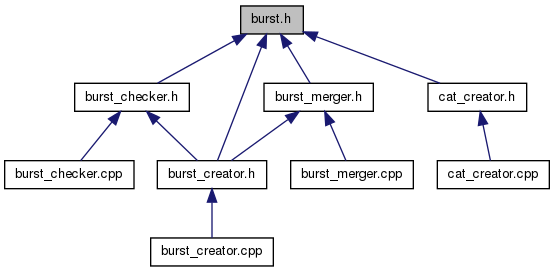 burst.h
burst_checker.h
burst_merger.h
cat_creator.h
burst_checker.cpp
burst_creator.h
burst_merger.cpp
cat_creator.cpp
burst_creator.cpp